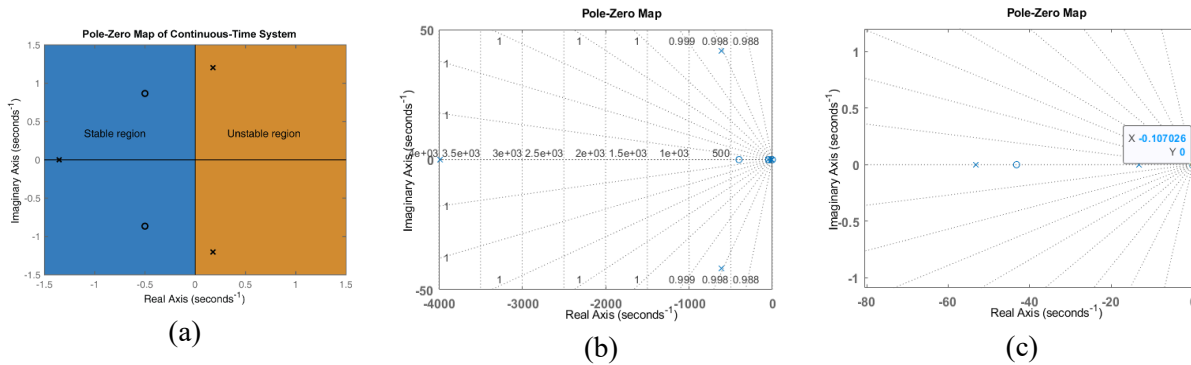 Pole-Zero Map of Continuous-Time System
1.5
1
0.5
0
-0.5
-1
-1.5
Imaginary Axis (seconds⁻¹)
Stable region
Unstable region
-1.5 -1 -0.5 0 0.5 1 1.5
Real Axis (seconds⁻¹)
(a)
Pole-Zero Map
50
0
-50
Imaginary Axis (seconds⁻¹)
1 1 1 0.999 0.998 0.988
1
1
3.5e+03 3e+03 2.5e+03 2e+03 1.5e+03 1e+03 500
1
1
1 1 1 0.999 0.998 0.988
-4000 -3000 -2000 -1000 0
Real Axis (seconds⁻¹)
(b)
Pole-Zero Map
1
0.5
0
-0.5
-1
Imaginary Axis (seconds⁻¹)
X -0.107026
Y 0
-80 -60 -40 -20
Real Axis (seconds⁻¹)
(c)